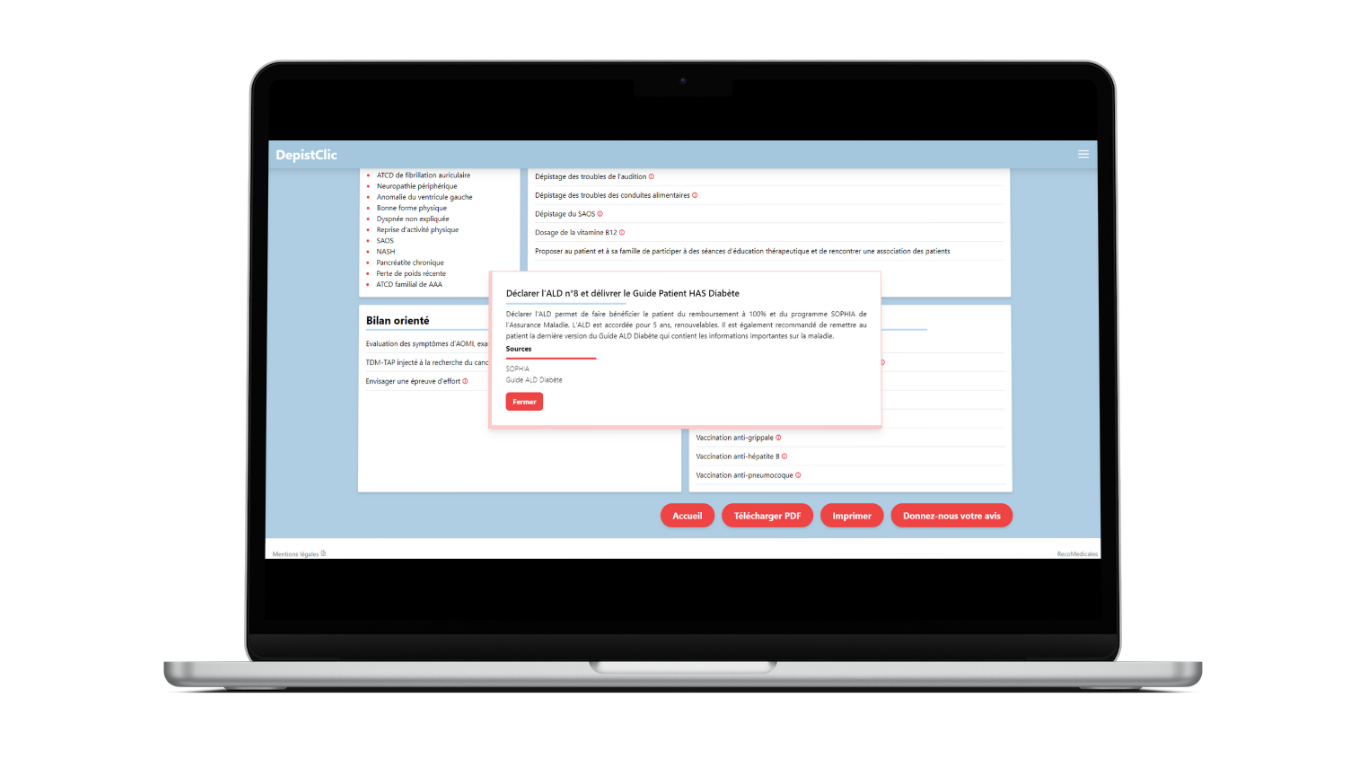 DepistClic
ATCD de fibrillation auriculaire
Neuropathie périphérique
Anomalie du ventricule gauche
Bonne forme physique
Dyspnée non expliquée
Reprise d'activité physique
SAOS
NASH
Pancréatite chronique
Perte de poids récente
ATCD familial de AAA
Dépistage des troubles de l'audition
Dépistage des troubles des conduites alimentaires
Dépistage du SAOS
Dosage de la vitamine B12
Proposer au patient et à sa famille de participer à des séances d'éducation thérapeutique et de rencontrer une association des patients
Déclarer l'ALD n°8 et délivrer le Guide Patient HAS Diabète
Déclarer l'ALD permet de faire bénéficier le patient du remboursement à 100% et du programme SOPHIA de
l'Assurance Maladie. L'ALD est accordée pour 5 ans, renouvelables. Il est également recommandé de remettre au
patient la dernière version du Guide ALD Diabète qui contient les informations importantes sur la maladie.
Sources
SOPHIA
Guide ALD Diabète
Fermer
Bilan orienté
Evaluation des symptômes d'AOMI, exa
TDM-TAP injecté à la recherche du canc
Envisager une épreuve d'effort
Vaccination anti-grippale
Vaccination anti-hépatite B
Vaccination anti-pneumocoque
Accueil
Télécharger PDF
Imprimer
Donnez-nous votre avis
Mentions légales
RecoMedicales